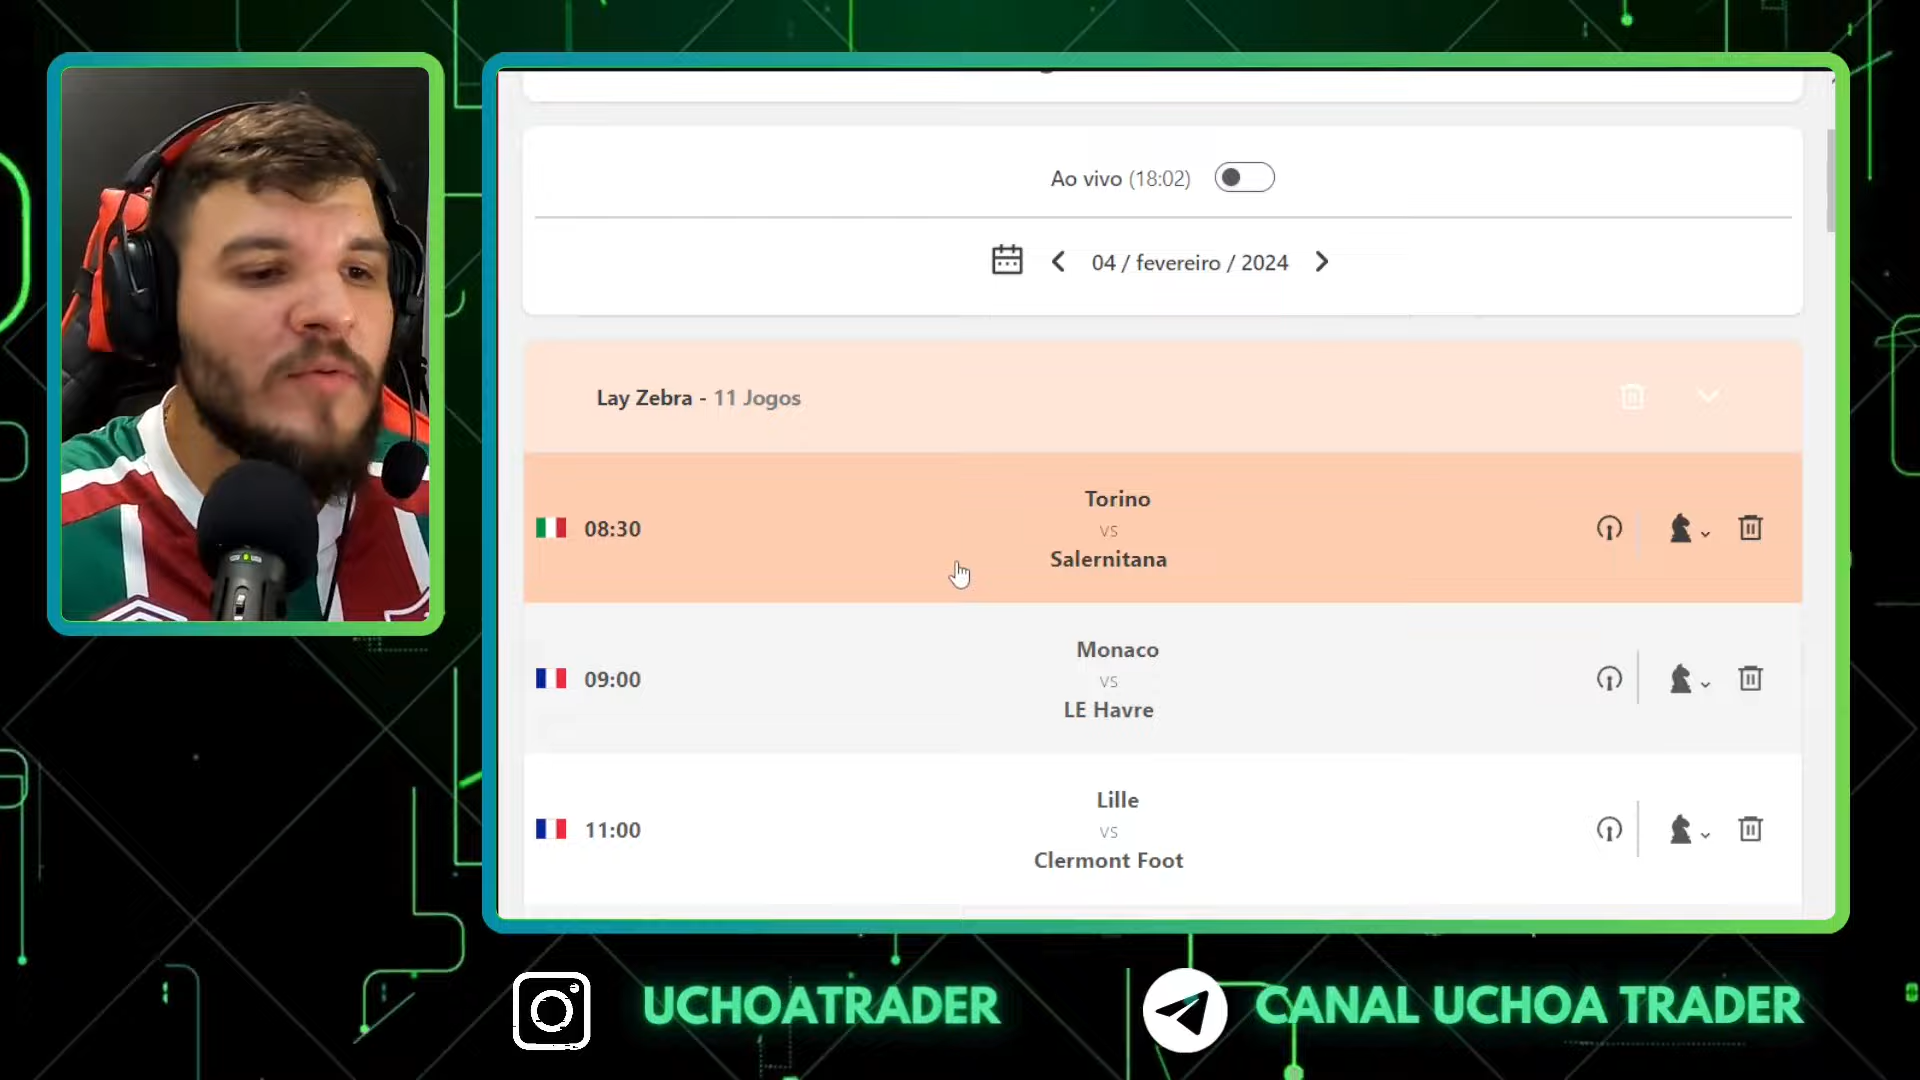 Ao vivo (18:02)
04 / fevereiro / 2024
Lay Zebra - 11 Jogos
08:30
Torino
vs
Salernitana
09:00
Monaco
vs
LE Havre
11:00
Lille
vs
Clermont Foot
UCHOATRADER
CANAL UCHOA TRADER